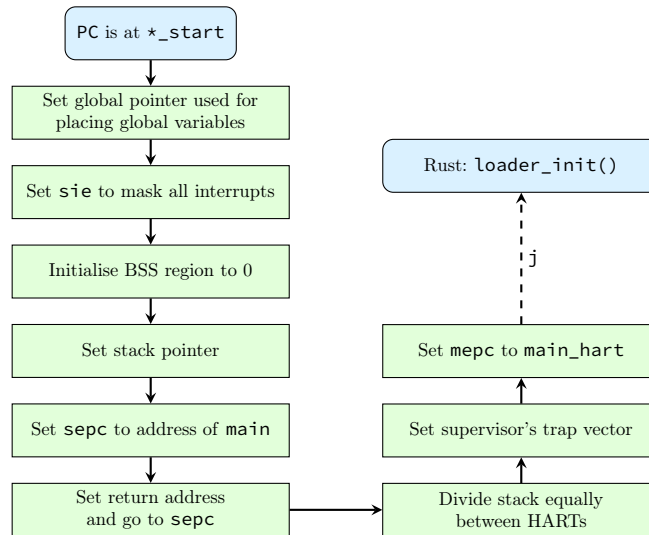 PC is at *_start
Set global pointer used for
placing global variables
Set sie to mask all interrupts
Initialise BSS region to 0
Set stack pointer
Set sepc to address of main
Set return address
and go to sepc
Rust: loader_init()
j
Set mepc to main_hart
Set supervisor's trap vector
Divide stack equally
between HARTs